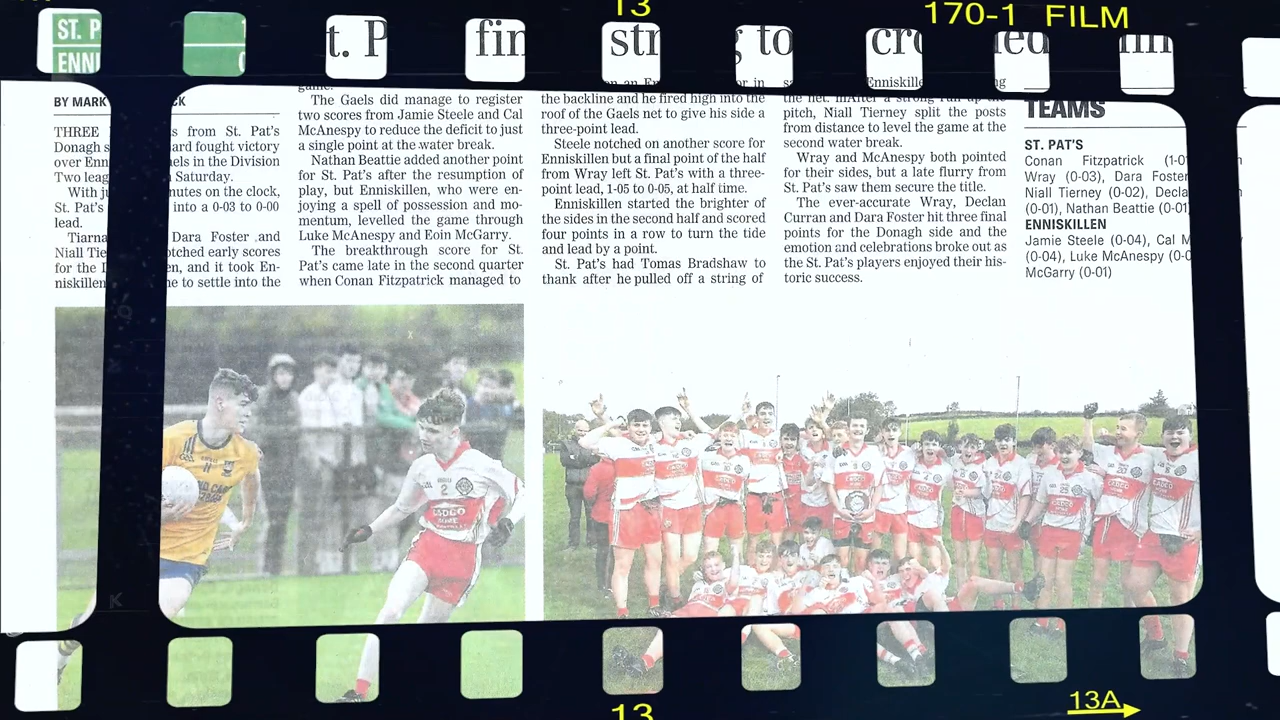 13
170-1 FILM
ST. P
ENNI
t. P fin str g to cr ed
BY MARK CK
THREE s from St. Pat's
Donagh s ard fought victory
over Enn els in the Division
Two leag Saturday.
With ju nutes on the clock,
St. Pat's into a 0-03 to 0-00
lead.
Tiarna Dara Foster and
Niall Tie otched early scores
for the D en, and it took En-
niskillen e to settle into the
game.
The Gaels did manage to register
two scores from Jamie Steele and Cal
McAnespy to reduce the deficit to just
a single point at the water break.
Nathan Beattie added another point
for St. Pat's after the resumption of
play, but Enniskillen, who were en-
joying a spell of possession and mo-
mentum, levelled the game through
Luke McAnespy and Eoin McGarry.
The breakthrough score for St.
Pat's came late in the second quarter
when Conan Fitzpatrick managed to
the backline and he fired high into the
roof of the Gaels net to give his side a
three-point lead.
Steele notched on another score for
Enniskillen but a final point of the half
from Wray left St. Pat's with a three-
point lead, 1-05 to 0-05, at half time.
Enniskillen started the brighter of
the sides in the second half and scored
four points in a row to turn the tide
and lead by a point.
St. Pat's had Tomas Bradshaw to
thank after he pulled off a string of
Enniskille
the net. After a strong run up the
pitch, Niall Tierney split the posts
from distance to level the game at the
second water break.
Wray and McAnespy both pointed
for their sides, but a late flurry from
St. Pat's saw them secure the title.
The ever-accurate Wray, Declan
Curran and Dara Foster hit three final
points for the Donagh side and the
emotion and celebrations broke out as
the St. Pat's players enjoyed their his-
toric success.
TEAMS
ST. PAT'S
Conan Fitzpatrick (1-01
Wray (0-03), Dara Foster
Niall Tierney (0-02), Decla
(0-01), Nathan Beattie (0-01)
ENNISKILLEN
Jamie Steele (0-04), Cal M
(0-04), Luke McAnespy (0-0
McGarry (0-01)
2
CADCO
K
13
13A